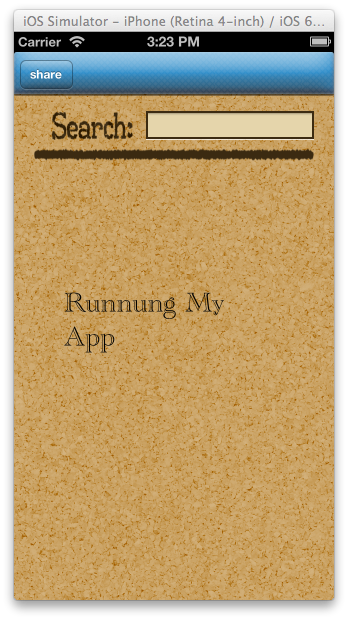 iOS Simulator – iPhone (Retina 4-inch) / iOS 6...
Carrier 3:23 PM
share
Search:
Runnung My
App